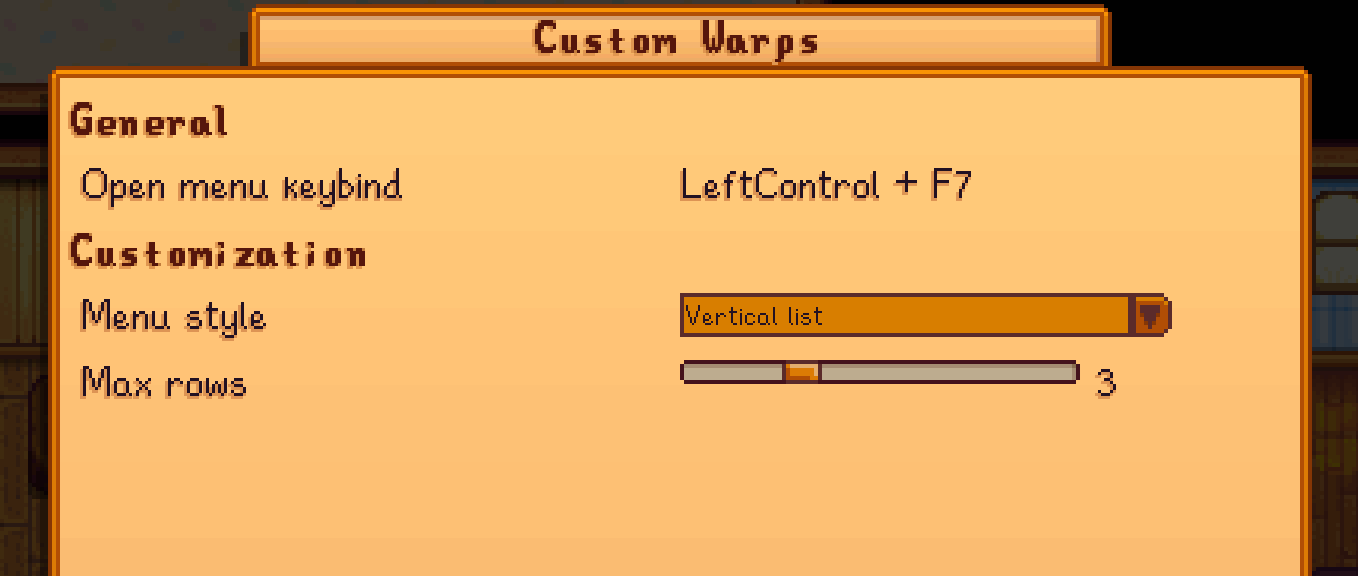 Custom Warps
General
Open menu keybind LeftControl + F7
Customization
Menu style Vertical list
Max rows 3